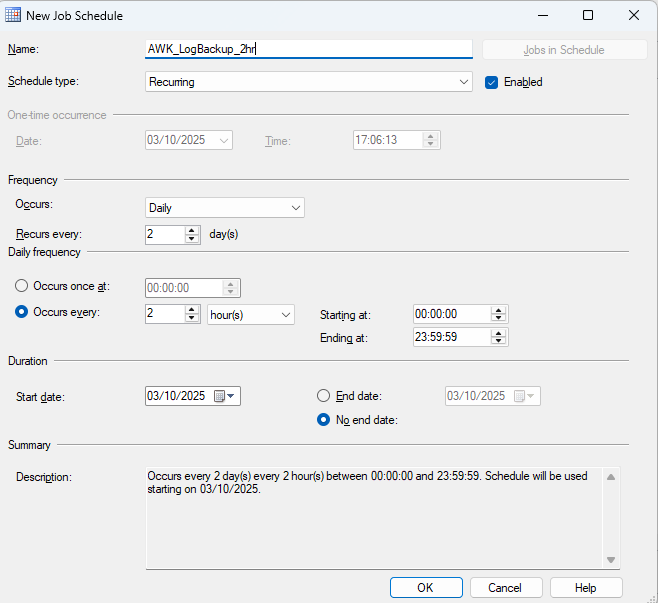 New Job Schedule
Name: AWK_LogBackup_2hr Jobs in Schedule
Schedule type: Recurring Enabled
One-time occurrence
Date: 03/10/2025 Time: 17:06:13
Frequency
Occurs: Daily
Recurs every: 2 day(s)
Daily frequency
Occurs once at: 00:00:00
Occurs every: 2 hour(s) Starting at: 00:00:00
Ending at: 23:59:59
Duration
Start date: 03/10/2025 End date: 03/10/2025
No end date:
Summary
Description: Occurs every 2 day(s) every 2 hour(s) between 00:00:00 and 23:59:59. Schedule will be used
starting on 03/10/2025.
OK Cancel Help